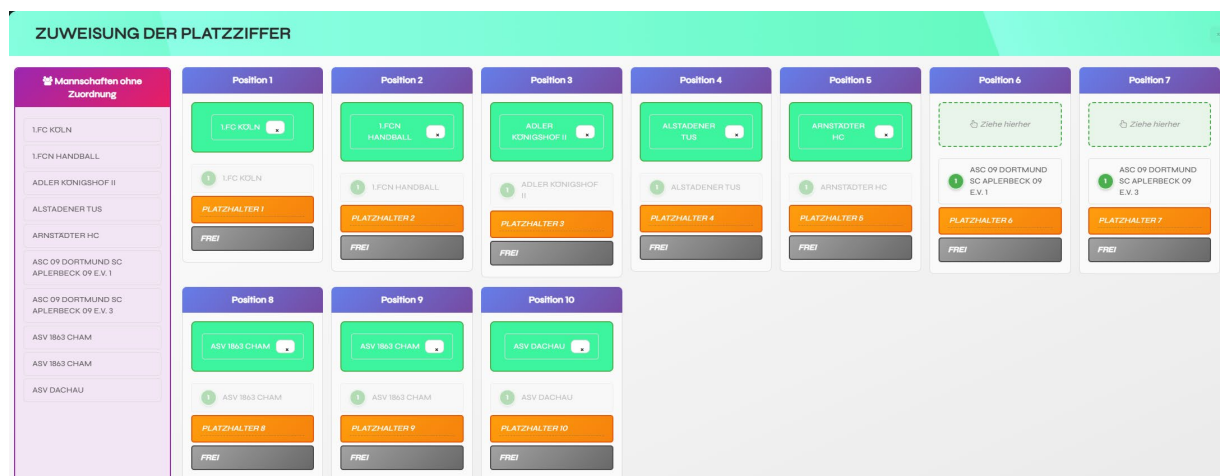 ZUWEISUNG DER PLATZZIFFER
Mannschaften ohne
Zuordnung
1.FC KÖLN
1.FCN HANDBALL
ADLER KÖNIGSHOF II
ALSTADENER TUS
ARNSTÄDTER HC
ASC 09 DORTMUND SC
APLERBECK 09 E.V. 1
ASC 09 DORTMUND SC
APLERBECK 09 E.V. 3
ASV 1863 CHAM
ASV 1863 CHAM
ASV DACHAU
Position 1
1.FC KÖLN ×
1 1.FC KÖLN
PLATZHALTER 1
FREI
Position 2
1.FCN
HANDBALL ×
1 1.FCN HANDBALL
PLATZHALTER 2
FREI
Position 3
ADLER
KÖNIGSHOF II ×
1 ADLER KÖNIGSHOF
II
PLATZHALTER 3
FREI
Position 4
ALSTADENER
TUS ×
1 ALSTADENER TUS
PLATZHALTER 4
FREI
Position 5
ARNSTÄDTER
HC ×
1 ARNSTÄDTER HC
PLATZHALTER 5
FREI
Position 6
Ziehe hierher
1 ASC 09 DORTMUND
SC APLERBECK 09
E.V. 1
PLATZHALTER 6
FREI
Position 7
Ziehe hierher
1 ASC 09 DORTMUND
SC APLERBECK 09
E.V. 3
PLATZHALTER 7
FREI
Position 8
ASV 1863 CHAM ×
1 ASV 1863 CHAM
PLATZHALTER 8
FREI
Position 9
ASV 1863 CHAM ×
1 ASV 1863 CHAM
PLATZHALTER 9
FREI
Position 10
ASV DACHAU ×
1 ASV DACHAU
PLATZHALTER 10
FREI